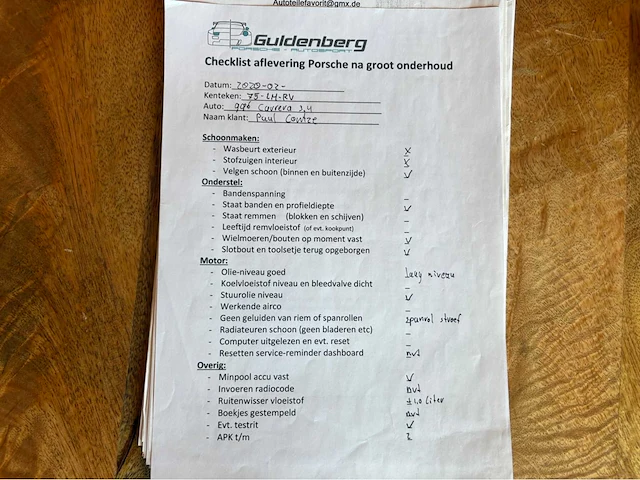 Autoteilefavorit@gmx.de
Guldenberg
PORSCHE - AUTOSPORT
Checklist aflevering Porsche na groot onderhoud
Datum: 2020-02-
Kenteken: 75-LH-RV
Auto: 996 Carrera 3,4
Naam klant: Paul
Schoonmaken:
- Wasbeurt exterieur x
- Stofzuigen interieur x
- Velgen schoon (binnen en buitenzijde) ✓
Onderstel:
- Bandenspanning –
- Staat banden en profieldiepte ✓
- Staat remmen (blokken en schijven) –
- Leeftijd remvloeistof (of evt. kookpunt) –
- Wielmoeren/bouten op moment vast ✓
- Slotbout en toolsetje terug opgeborgen ✓
Motor:
- Olie-niveau goed laag niveau
- Koelvloeistof niveau en bleedvalve dicht –
- Stuurolie niveau ✓
- Werkende airco –
- Geen geluiden van riem of spanrollen spanrol stroef
- Radiateuren schoon (geen bladeren etc) –
- Computer uitgelezen en evt. reset –
- Resetten service-reminder dashboard nvt
Overig:
- Minpool accu vast ✓
- Invoeren radiocode nvt
- Ruitenwisser vloeistof ±1,0 liter
- Boekjes gestempeld nvt
- Evt. testrit ✓
- APK t/m